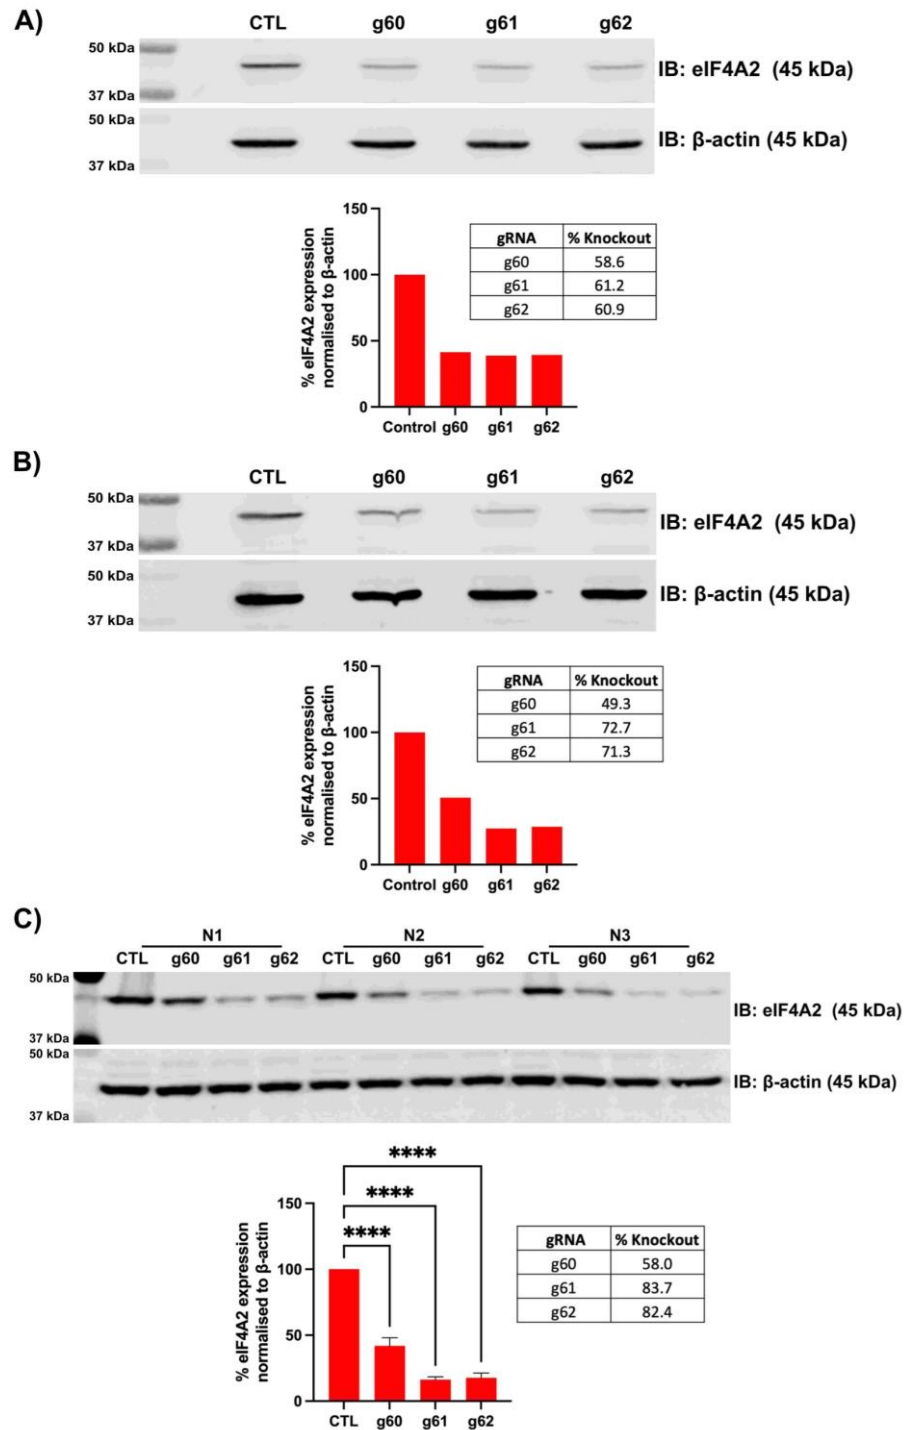 A)
CTL g60 g61 g62
50 kDa
IB: eIF4A2 (45 kDa)
37 kDa
50 kDa
IB: β-actin (45 kDa)
37 kDa
% eIF4A2 expression
normalised to β-actin
150
100
50
0
Control g60 g61 g62
gRNA % Knockout
g60 58.6
g61 61.2
g62 60.9
B)
CTL g60 g61 g62
50 kDa
IB: eIF4A2 (45 kDa)
37 kDa
50 kDa
IB: β-actin (45 kDa)
37 kDa
% eIF4A2 expression
normalised to β-actin
150
100
50
0
Control g60 g61 g62
gRNA % Knockout
g60 49.3
g61 72.7
g62 71.3
C)
N1 N2 N3
CTL g60 g61 g62 CTL g60 g61 g62 CTL g60 g61 g62
50 kDa
IB: eIF4A2 (45 kDa)
37 kDa
50 kDa
IB: β-actin (45 kDa)
37 kDa
% eIF4A2 expression
normalised to β-actin
150
100
50
0
****
****
****
CTL g60 g61 g62
gRNA % Knockout
g60 58.0
g61 83.7
g62 82.4